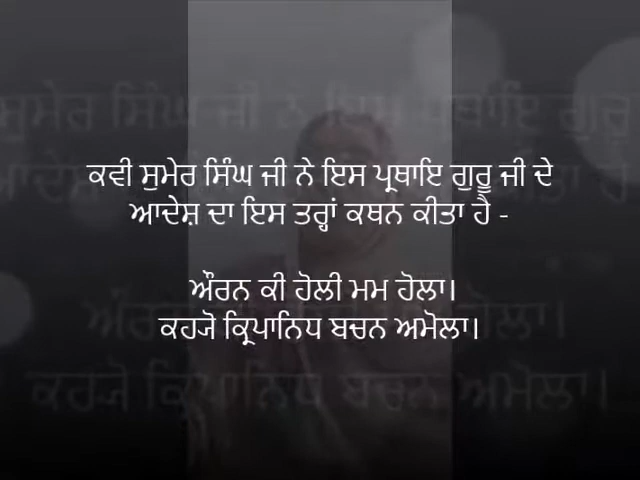 ਕਵੀ ਸੁਮੇਰ ਸਿੰਘ ਜੀ ਨੇ ਇਸ ਪ੍ਰਥਾਇ ਗੁਰੂ ਜੀ ਦੇ
ਆਦੇਸ਼ ਦਾ ਇਸ ਤਰ੍ਹਾਂ ਕਥਨ ਕੀਤਾ ਹੈ -
ਔਰਨ ਕੀ ਹੋਲੀ ਮਮ ਹੋਲਾ।
ਕਹਯੋ ਕ੍ਰਿਪਾਨਿਧ ਬਚਨ ਅਮੋਲਾ।